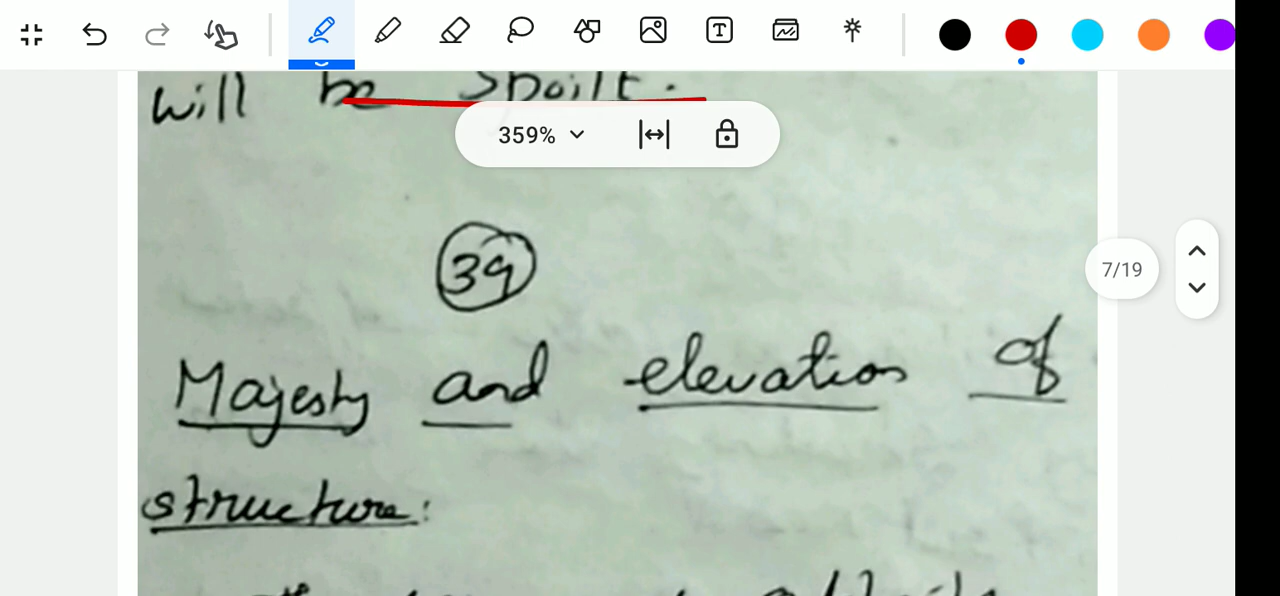 will be spoilt.
359%
39
7/19
Majesty and elevation of
structure: